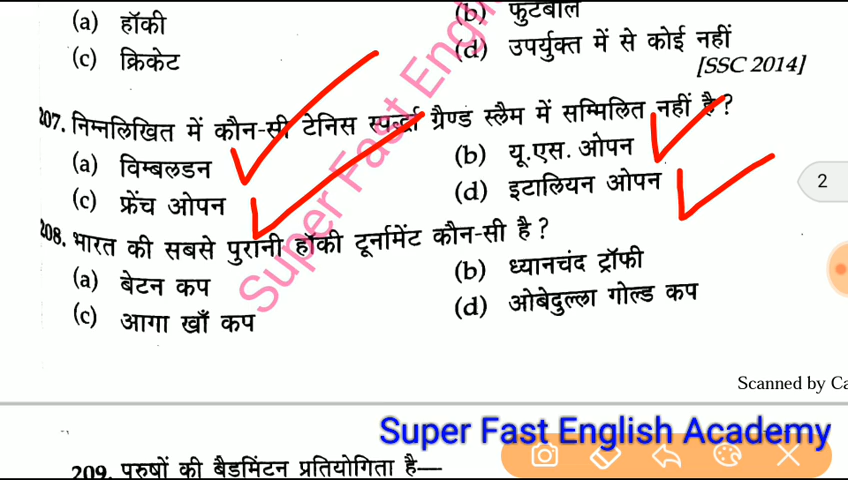 (a) हॉकी (b) फुटबॉल
(c) क्रिकेट (d) उपर्युक्त में से कोई नहीं
[SSC 2014]
207. निम्नलिखित में कौन-सी टेनिस स्पर्द्धा ग्रैण्ड स्लैम में सम्मिलित नहीं है ?
(a) विम्बलडन (b) यू.एस. ओपन
(c) फ्रेंच ओपन (d) इटालियन ओपन
208. भारत की सबसे पुरानी हॉकी टूर्नामेंट कौन-सी है ?
(a) बेटन कप (b) ध्यानचंद ट्रॉफी
(c) आगा खाँ कप (d) ओबेदुल्ला गोल्ड कप
Super Fast Engli
2
Scanned by Ca
Super Fast English Academy
209. पुरुषों की बैडमिंटन प्रतियोगिता है—